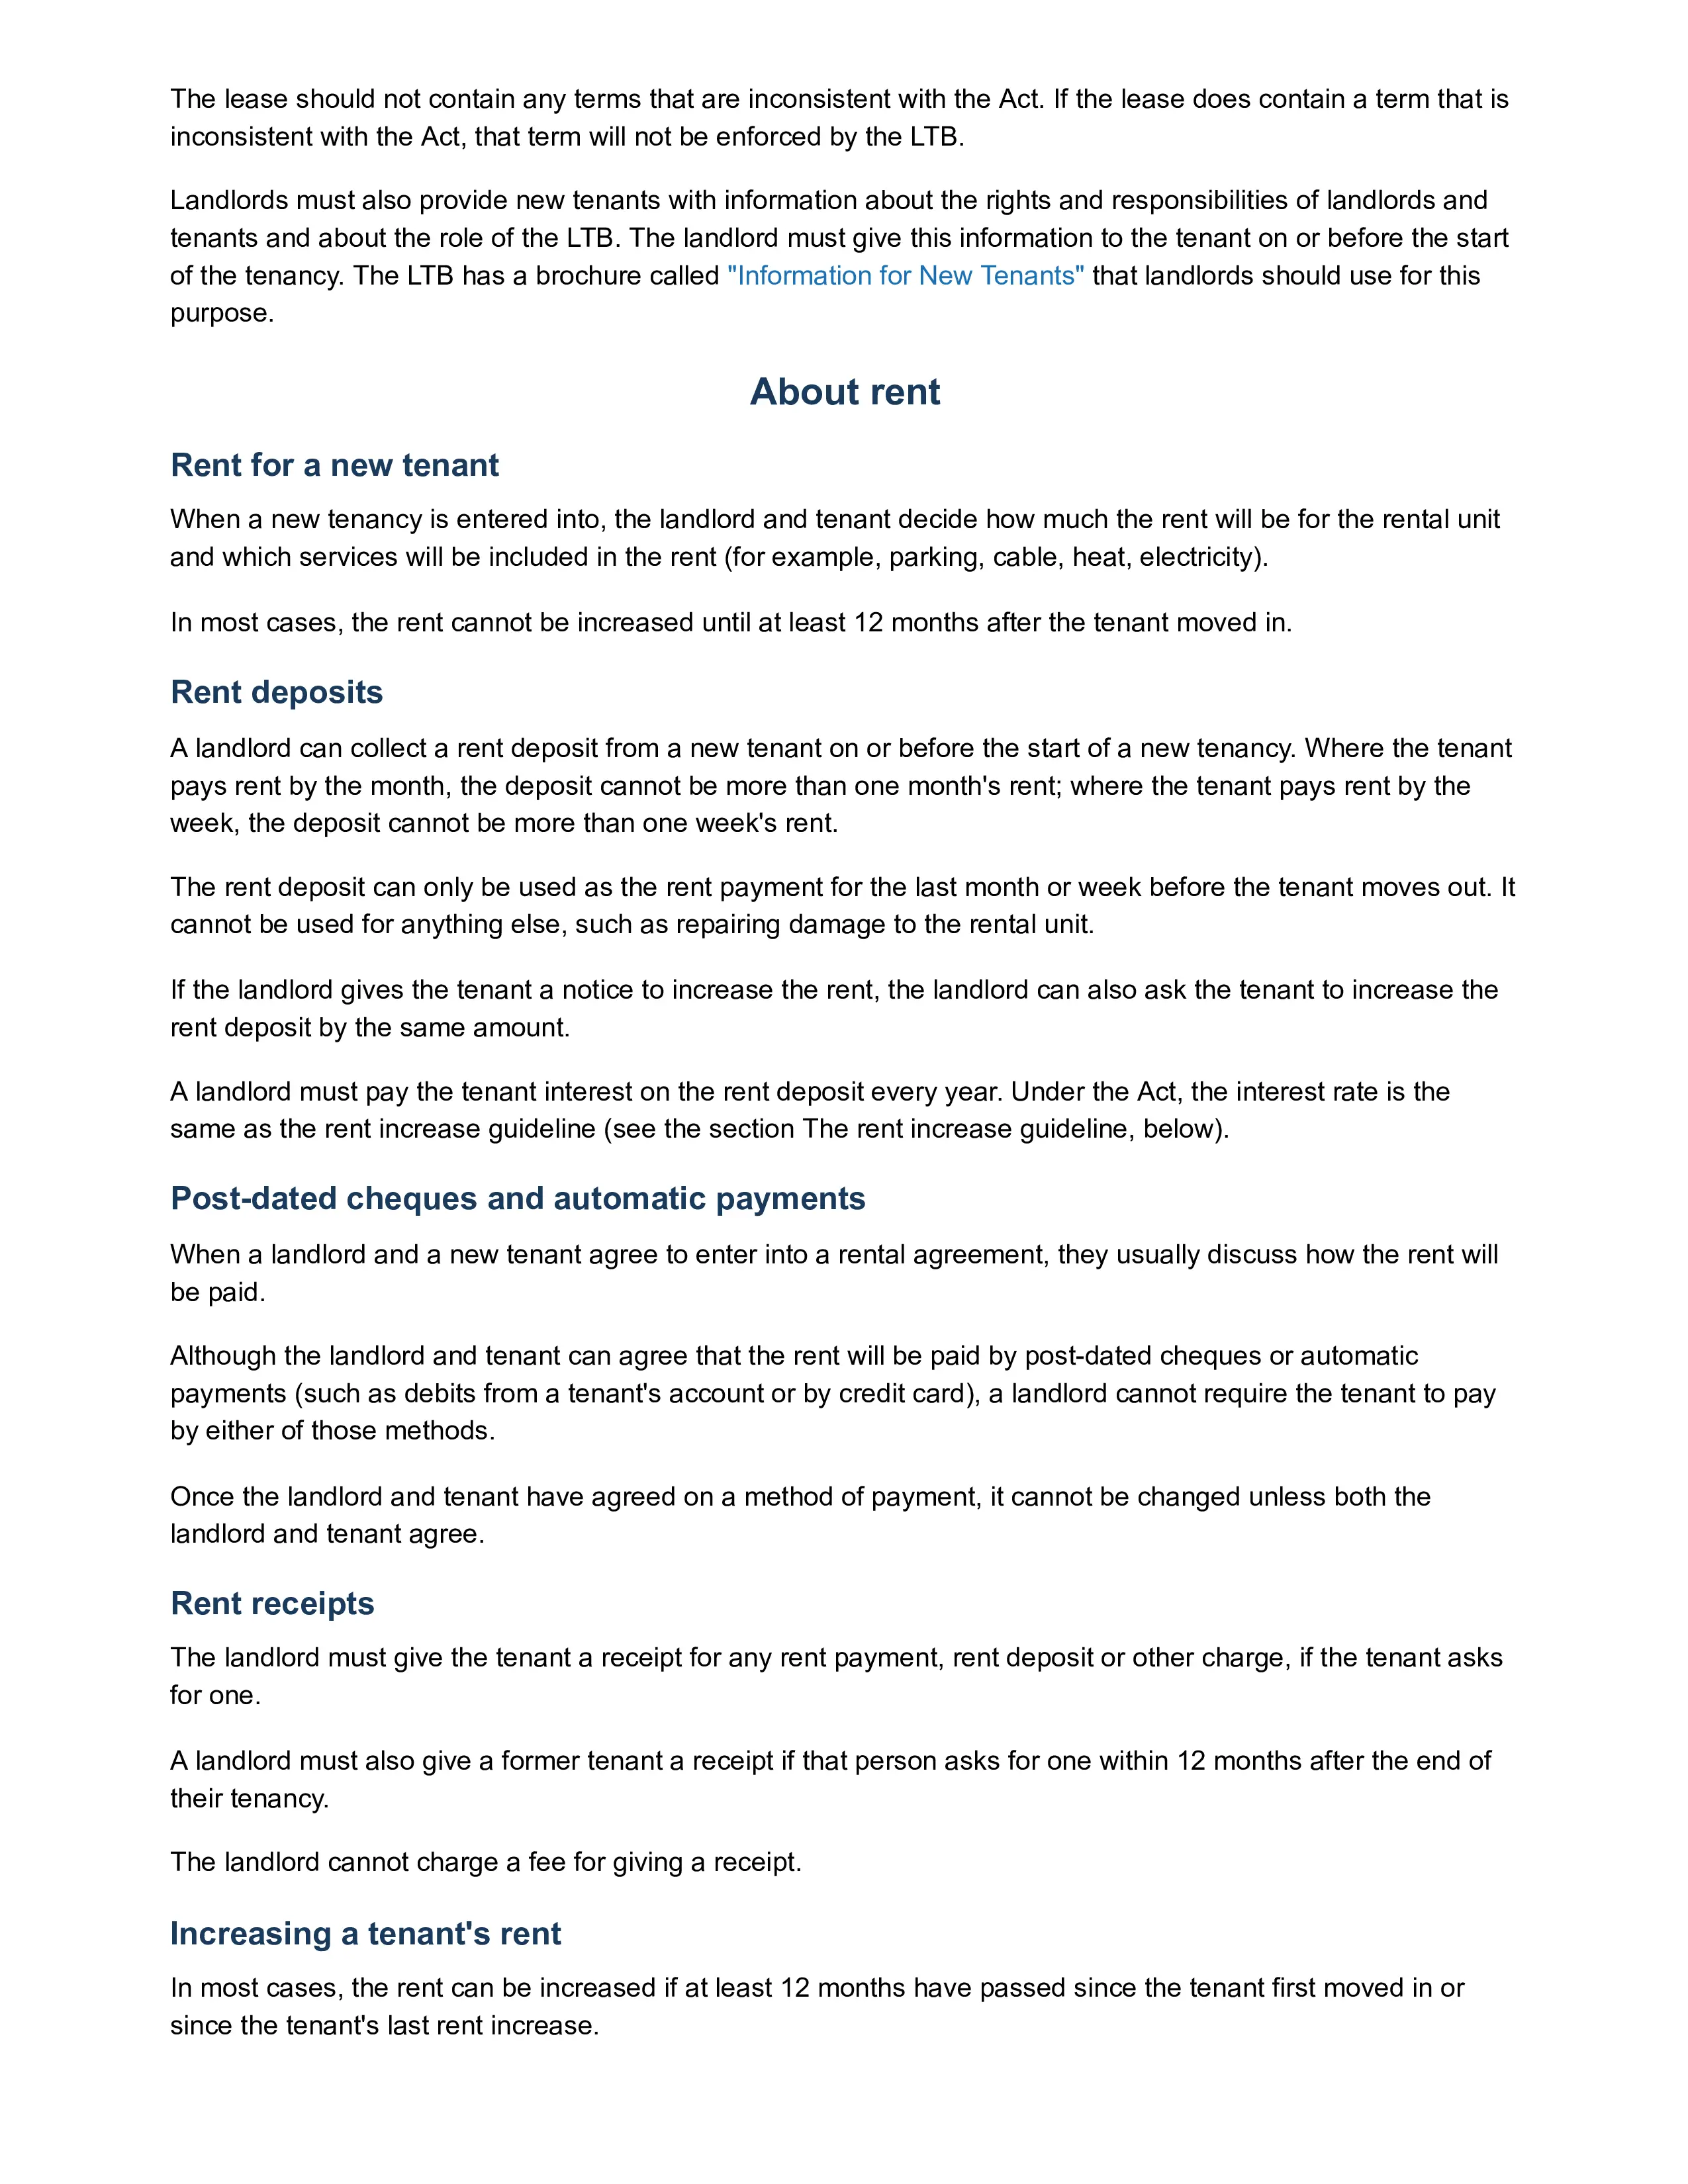 The lease should not contain any terms that are inconsistent with the Act. If the lease does contain a term that is
inconsistent with the Act, that term will not be enforced by the LTB.
Landlords must also provide new tenants with information about the rights and responsibilities of landlords and
tenants and about the role of the LTB. The landlord must give this information to the tenant on or before the start
of the tenancy. The LTB has a brochure called "Information for New Tenants" that landlords should use for this
purpose.
About rent
Rent for a new tenant
When a new tenancy is entered into, the landlord and tenant decide how much the rent will be for the rental unit
and which services will be included in the rent (for example, parking, cable, heat, electricity).
In most cases, the rent cannot be increased until at least 12 months after the tenant moved in.
Rent deposits
A landlord can collect a rent deposit from a new tenant on or before the start of a new tenancy. Where the tenant
pays rent by the month, the deposit cannot be more than one month's rent; where the tenant pays rent by the
week, the deposit cannot be more than one week's rent.
The rent deposit can only be used as the rent payment for the last month or week before the tenant moves out. It
cannot be used for anything else, such as repairing damage to the rental unit.
If the landlord gives the tenant a notice to increase the rent, the landlord can also ask the tenant to increase the
rent deposit by the same amount.
A landlord must pay the tenant interest on the rent deposit every year. Under the Act, the interest rate is the
same as the rent increase guideline (see the section The rent increase guideline, below).
Post-dated cheques and automatic payments
When a landlord and a new tenant agree to enter into a rental agreement, they usually discuss how the rent will
be paid.
Although the landlord and tenant can agree that the rent will be paid by post-dated cheques or automatic
payments (such as debits from a tenant's account or by credit card), a landlord cannot require the tenant to pay
by either of those methods.
Once the landlord and tenant have agreed on a method of payment, it cannot be changed unless both the
landlord and tenant agree.
Rent receipts
The landlord must give the tenant a receipt for any rent payment, rent deposit or other charge, if the tenant asks
for one.
A landlord must also give a former tenant a receipt if that person asks for one within 12 months after the end of
their tenancy.
The landlord cannot charge a fee for giving a receipt.
Increasing a tenant's rent
In most cases, the rent can be increased if at least 12 months have passed since the tenant first moved in or
since the tenant's last rent increase.